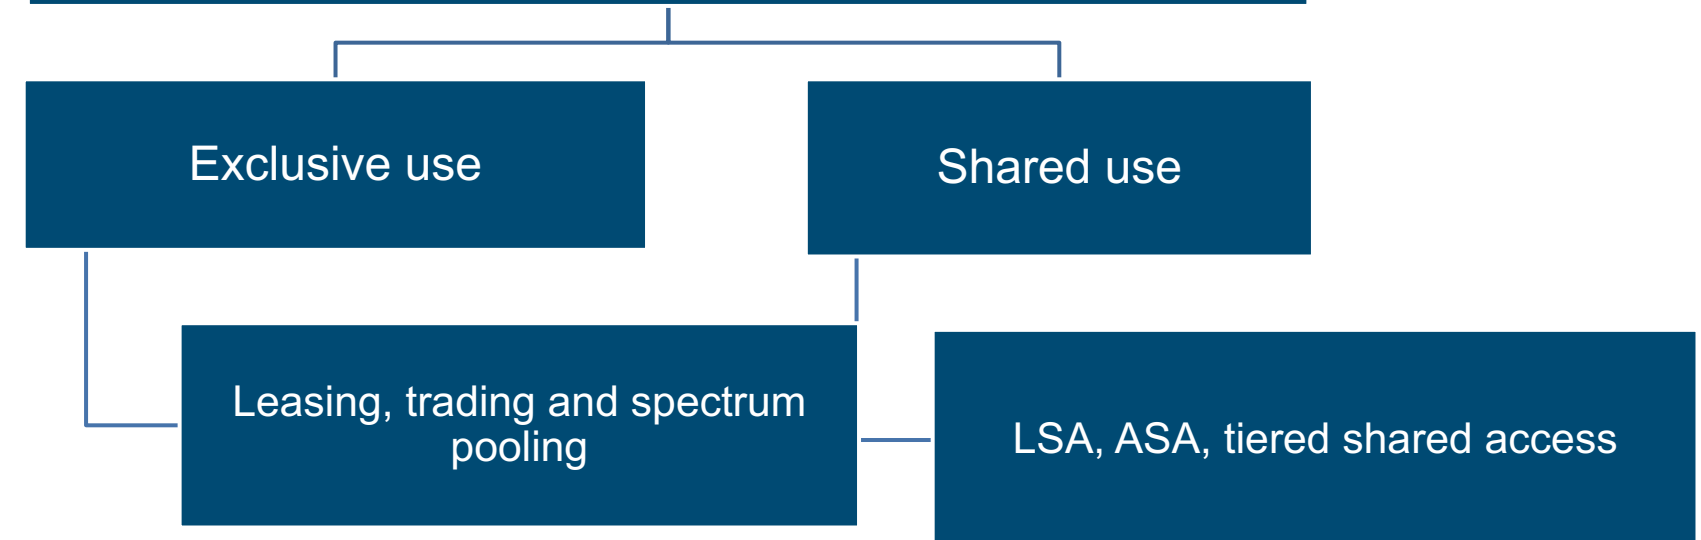 Exclusive use
Shared use
Leasing, trading and spectrum
pooling
LSA, ASA, tiered shared access